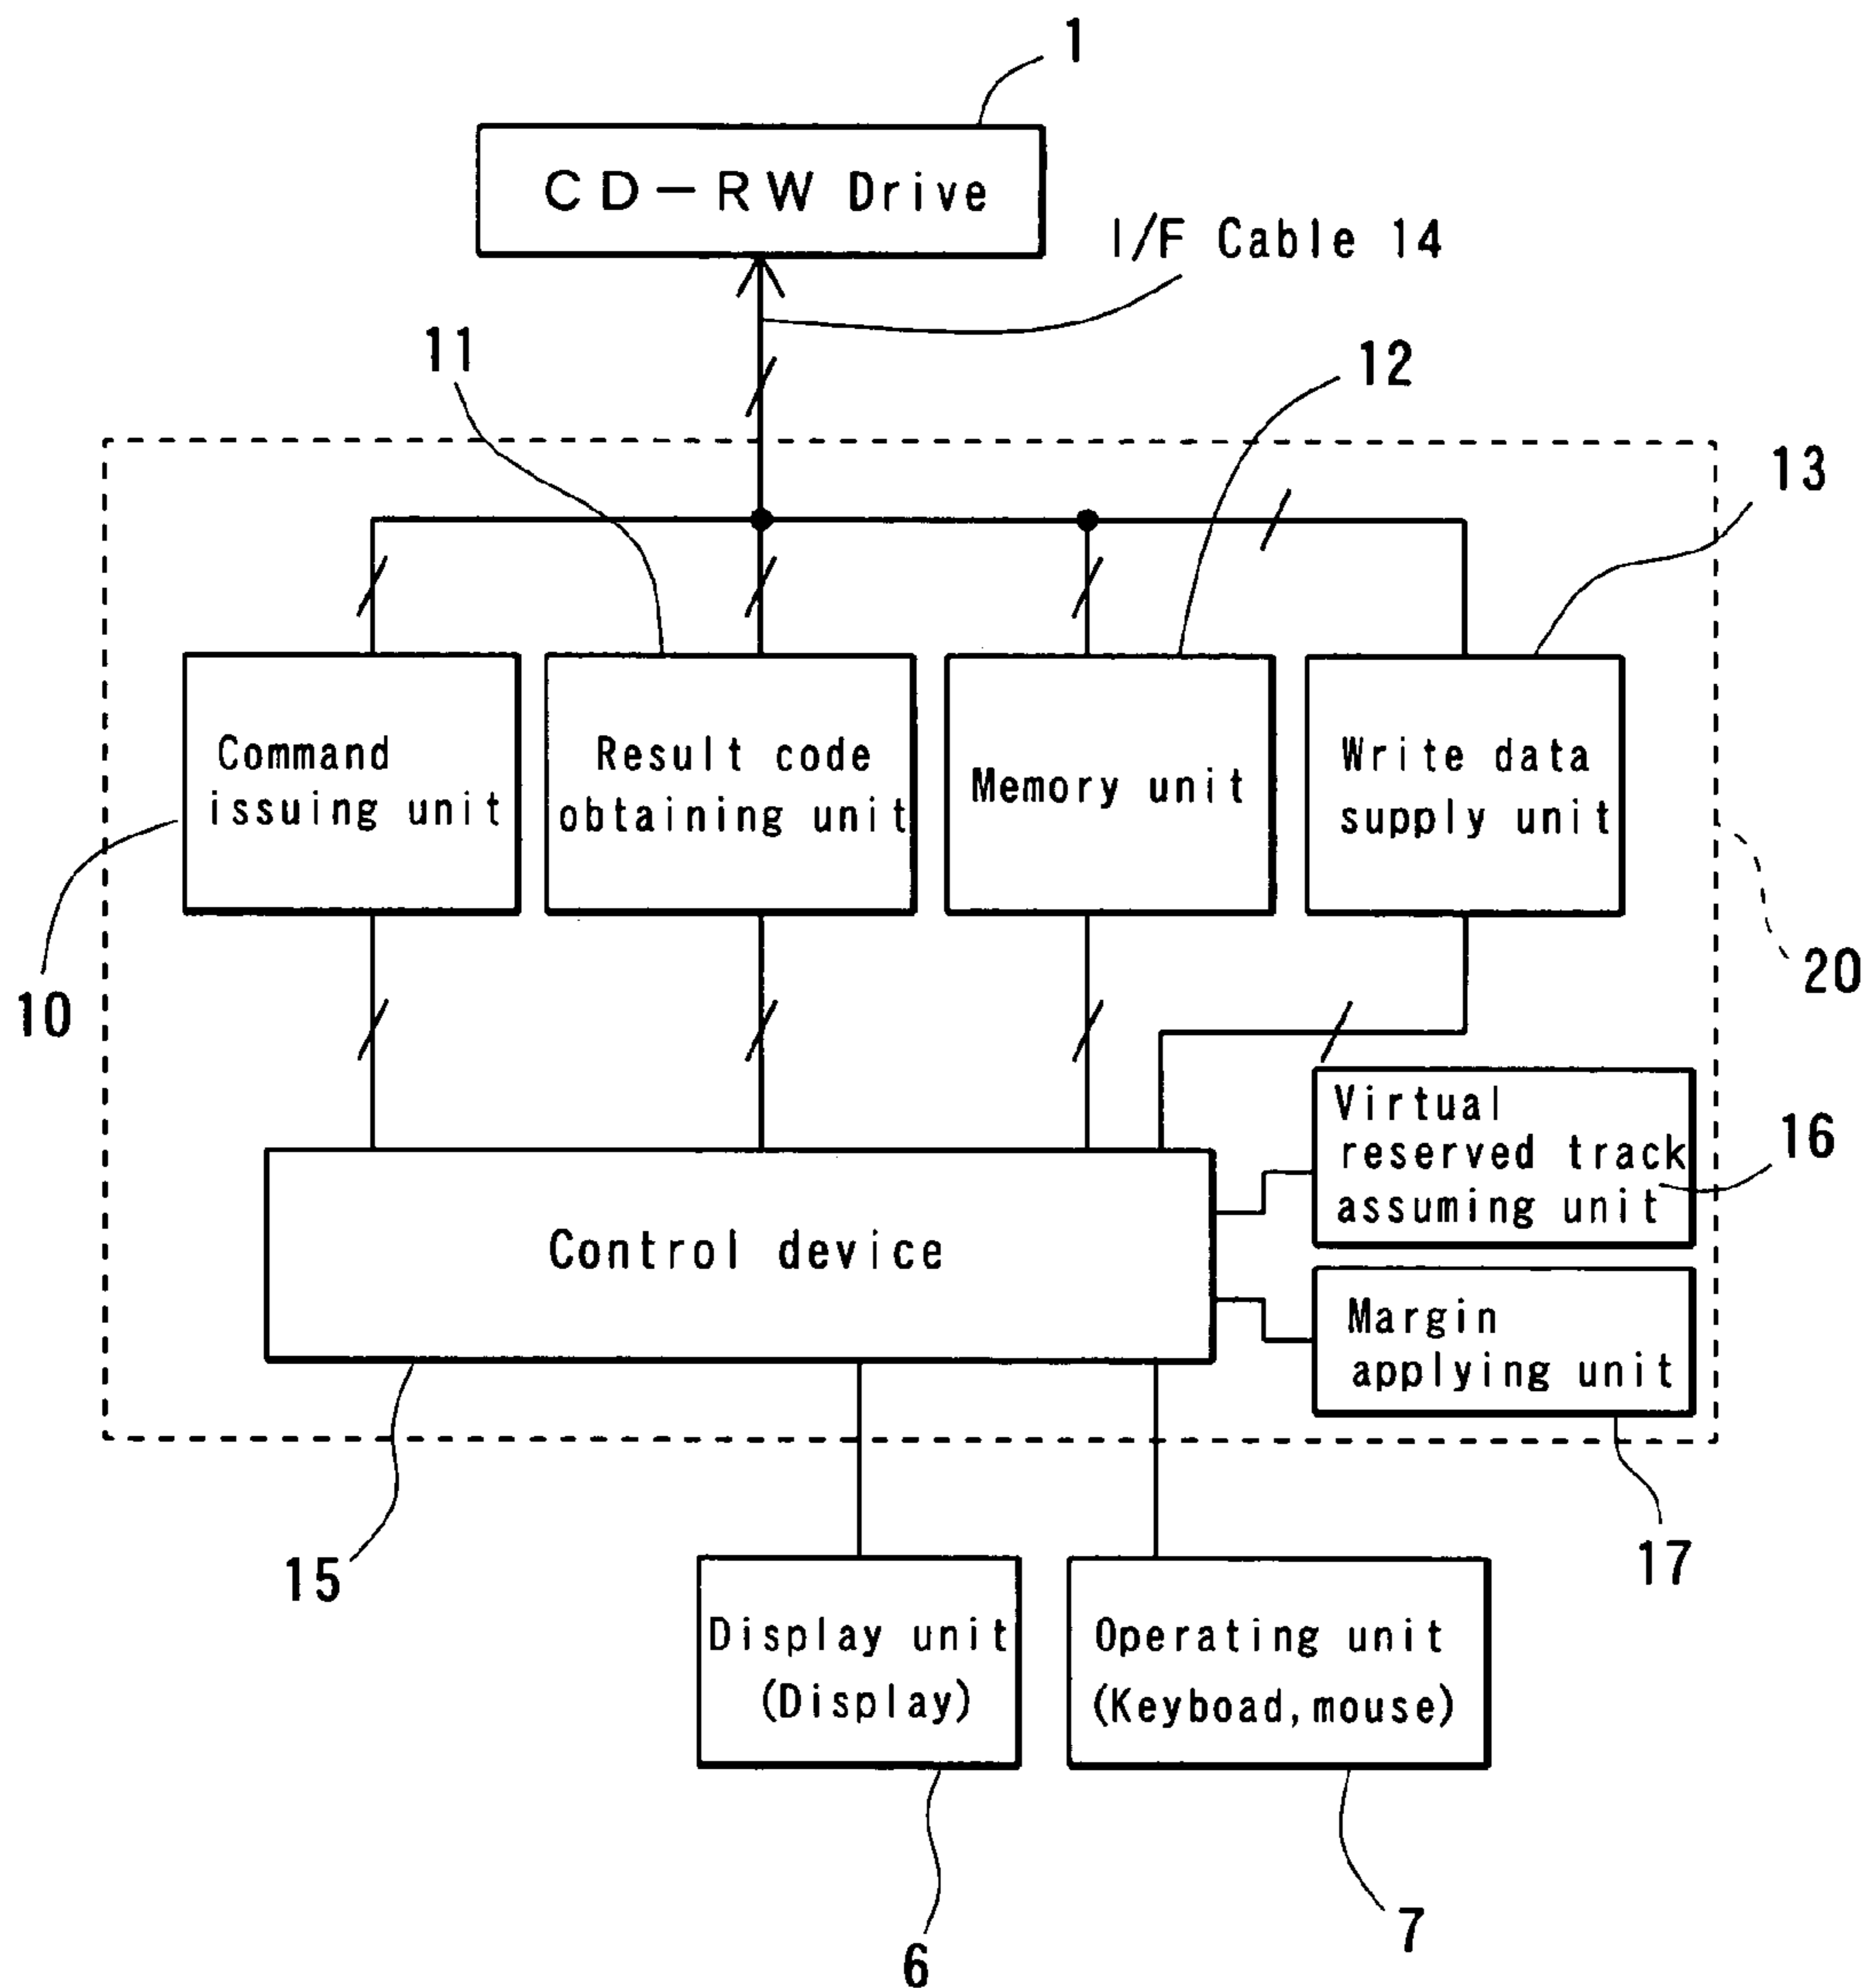 1
CD-RW Drive
I/F Cable 14
11
12
13
Command
issuing unit
Result code
obtaining unit
Memory unit
Write data
supply unit
10
20
Virtual
reserved track
assuming unit
16
Control device
Margin
applying unit
15
17
Display unit
(Display)
Operating unit
(Keyboad, mouse)
6
7